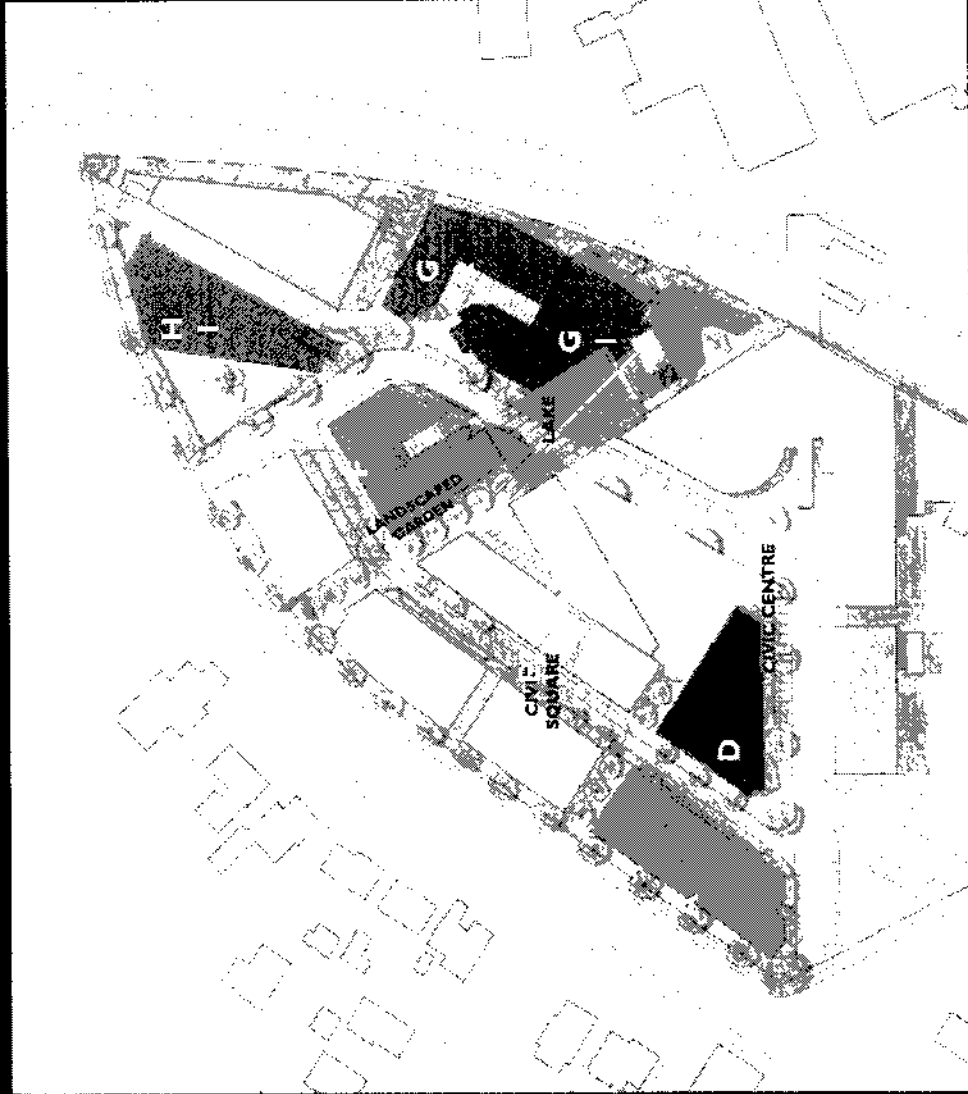 H
I
G
G
I
LAKE
LANDSCAPED
GARDEN
CIVIC
SQUARE
CIVIC CENTRE
D